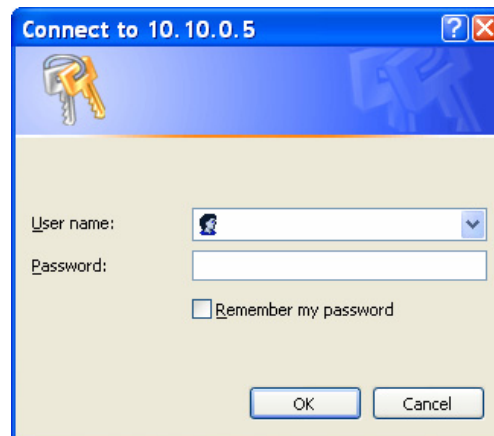 Connect to 10.10.0.5
User name:
Password:
Remember my password
OK
Cancel